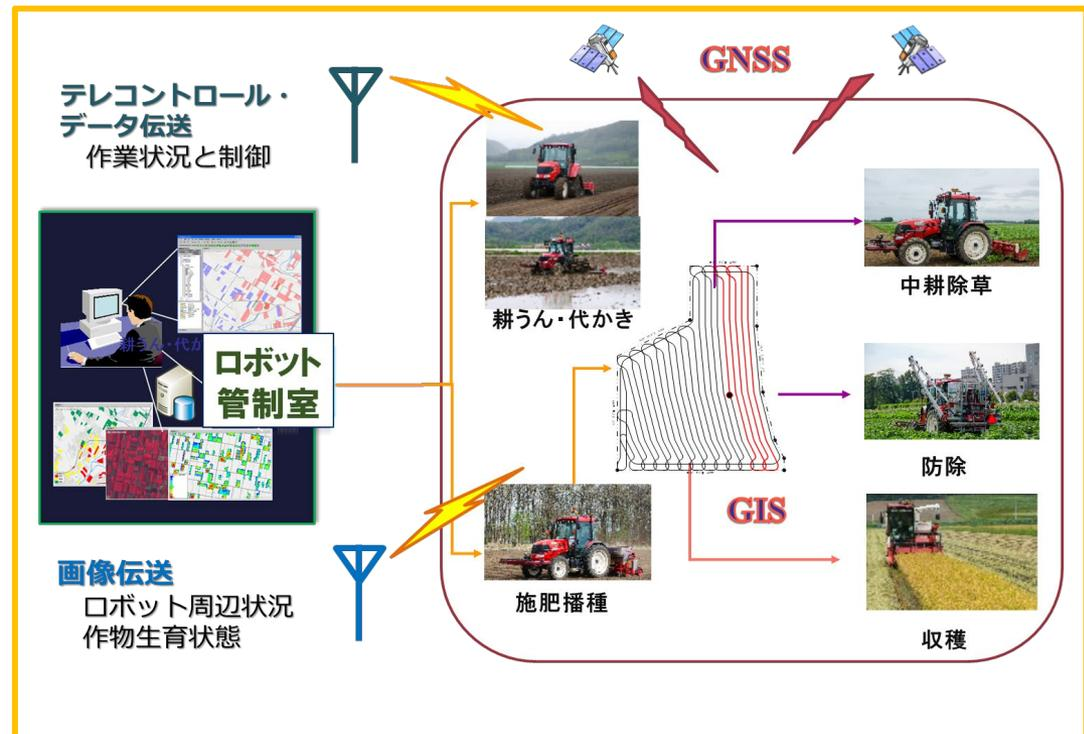 GNSS
テレコントロール・
データ伝送
作業状況と制御
耕うん・代かき
中耕除草
ロボット
管制室
防除
GIS
画像伝送
ロボット周辺状況
作物生育状態
施肥播種
収穫